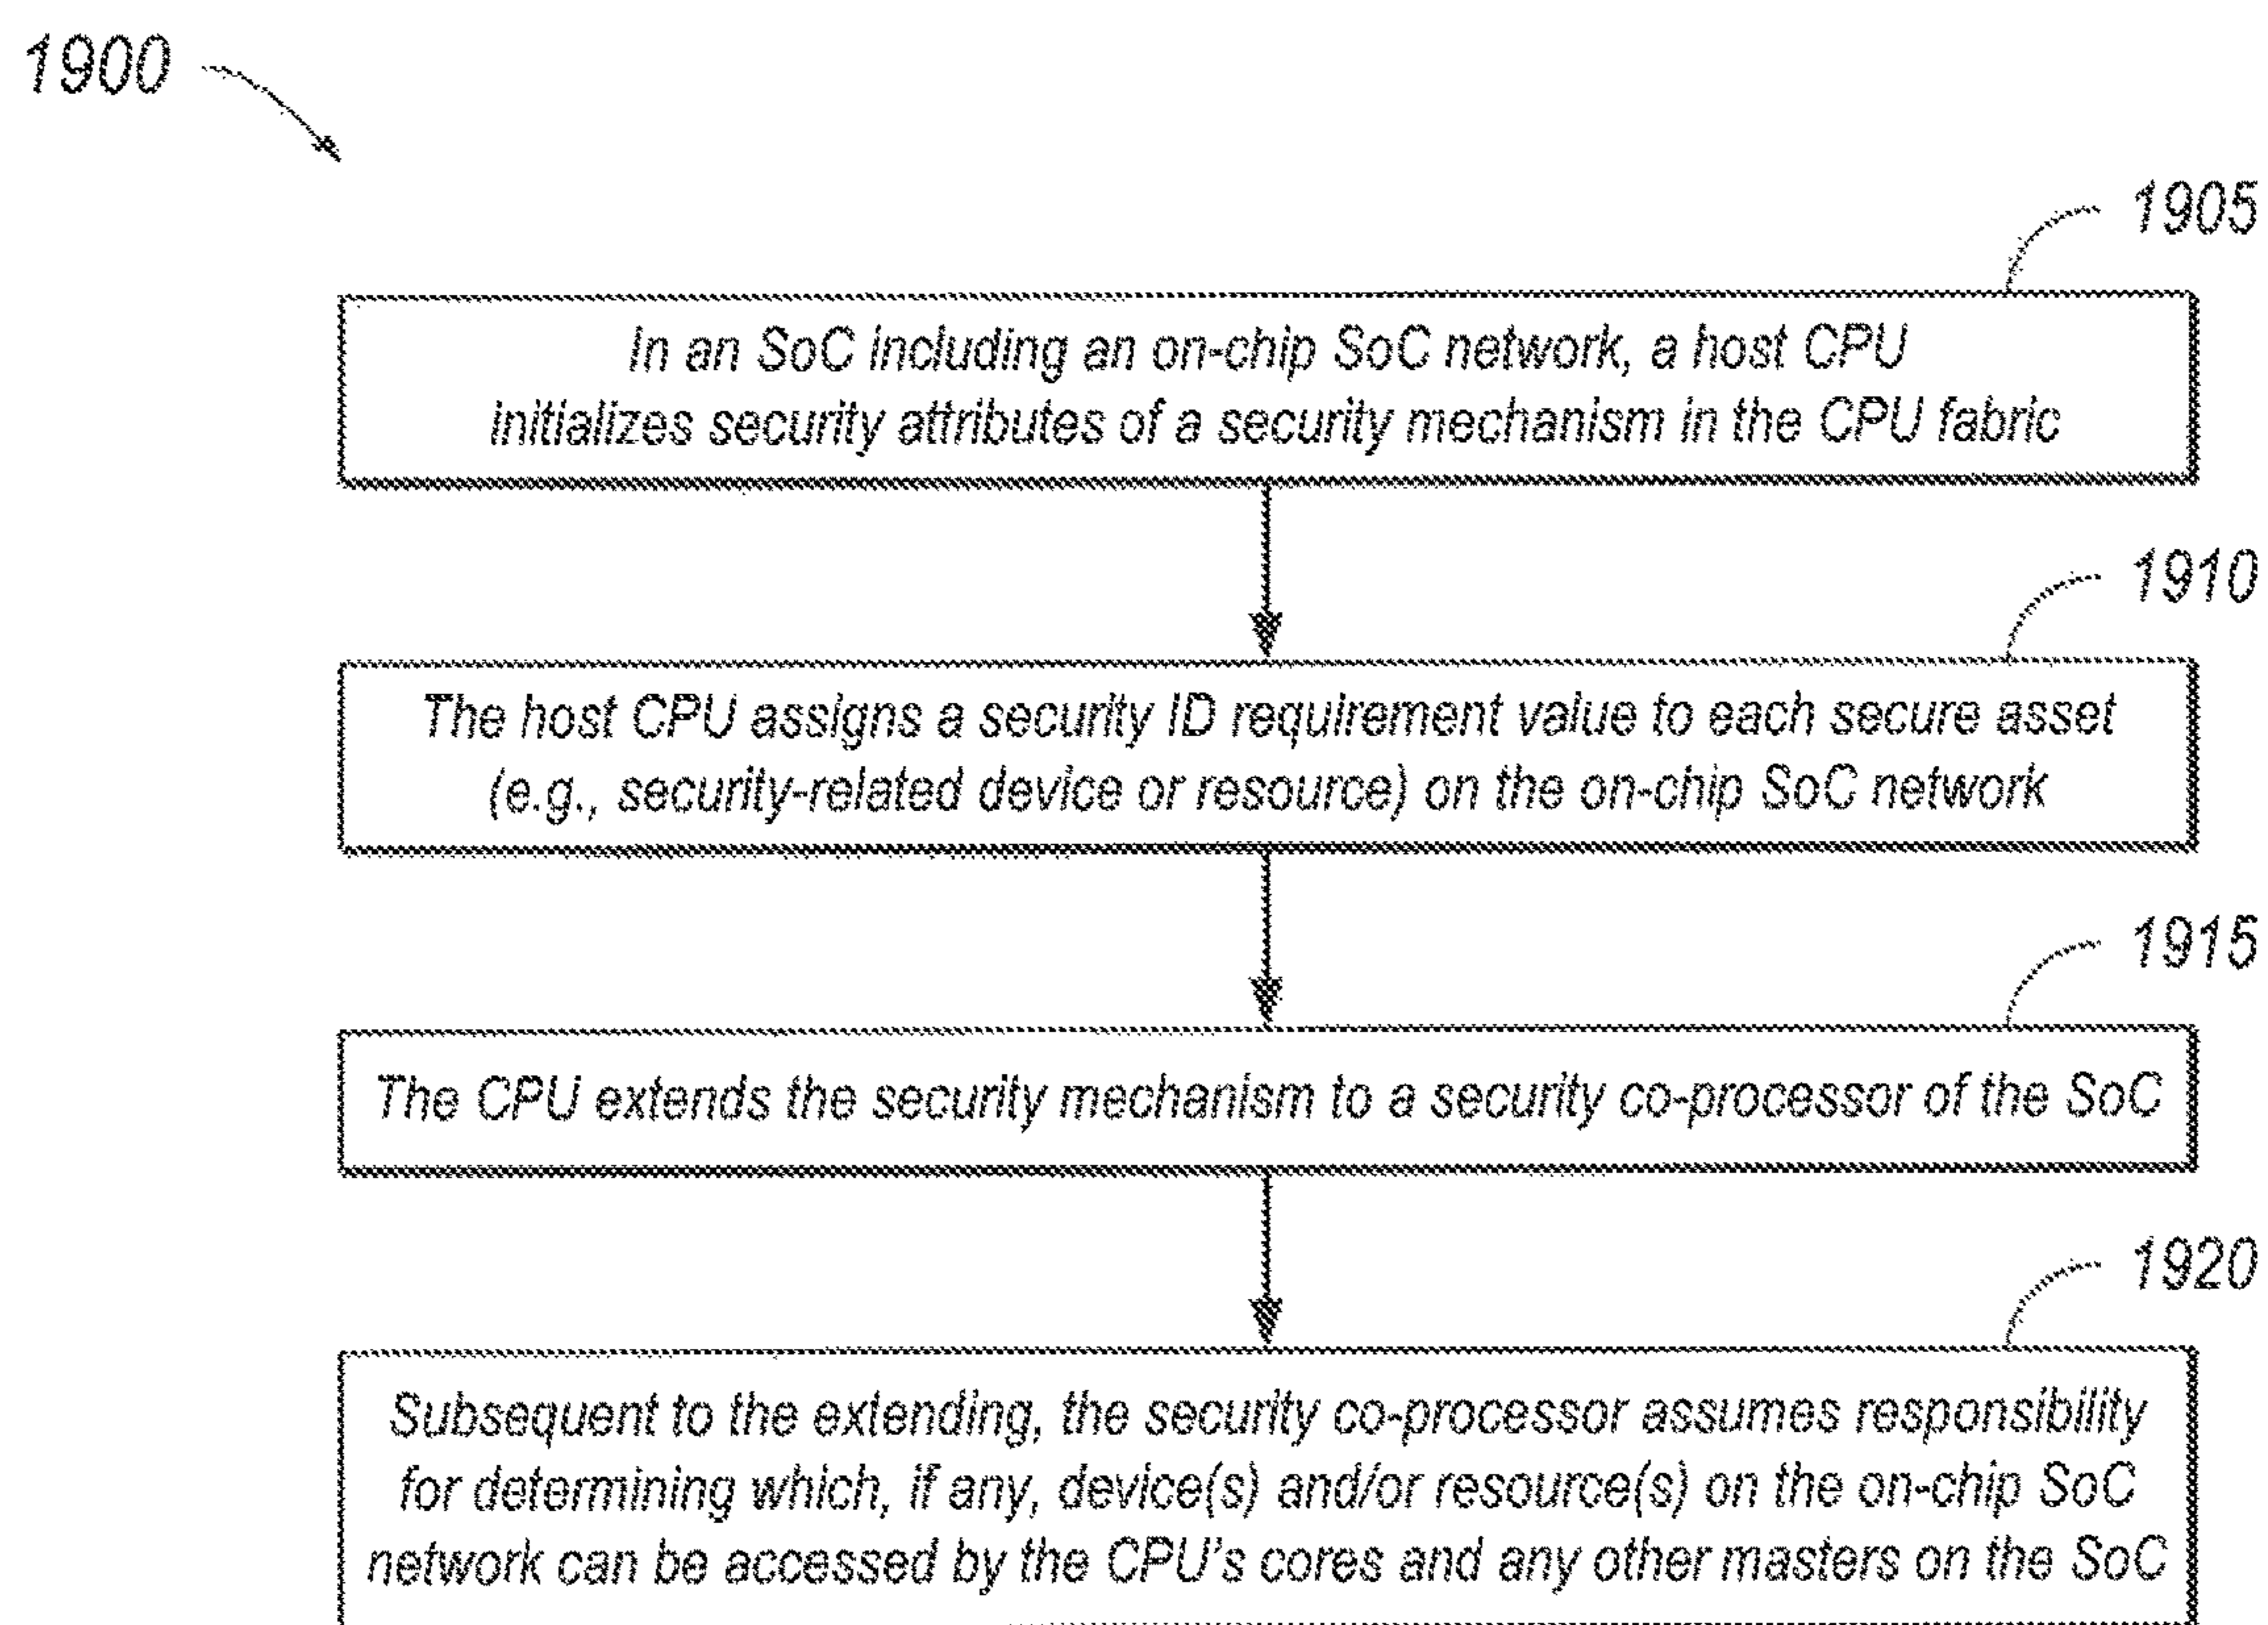 1900
1905
In an SoC including an on-chip SoC network, a host CPU
initializes security attributes of a security mechanism in the CPU fabric
1910
The host CPU assigns a security ID requirement value to each secure asset
(e.g., security-related device or resource) on the on-chip SoC network
1915
The CPU extends the security mechanism to a security co-processor of the SoC
1920
Subsequent to the extending, the security co-processor assumes responsibility
for determining which, if any, device(s) and/or resource(s) on the on-chip SoC
network can be accessed by the CPU's cores and any other masters on the SoC